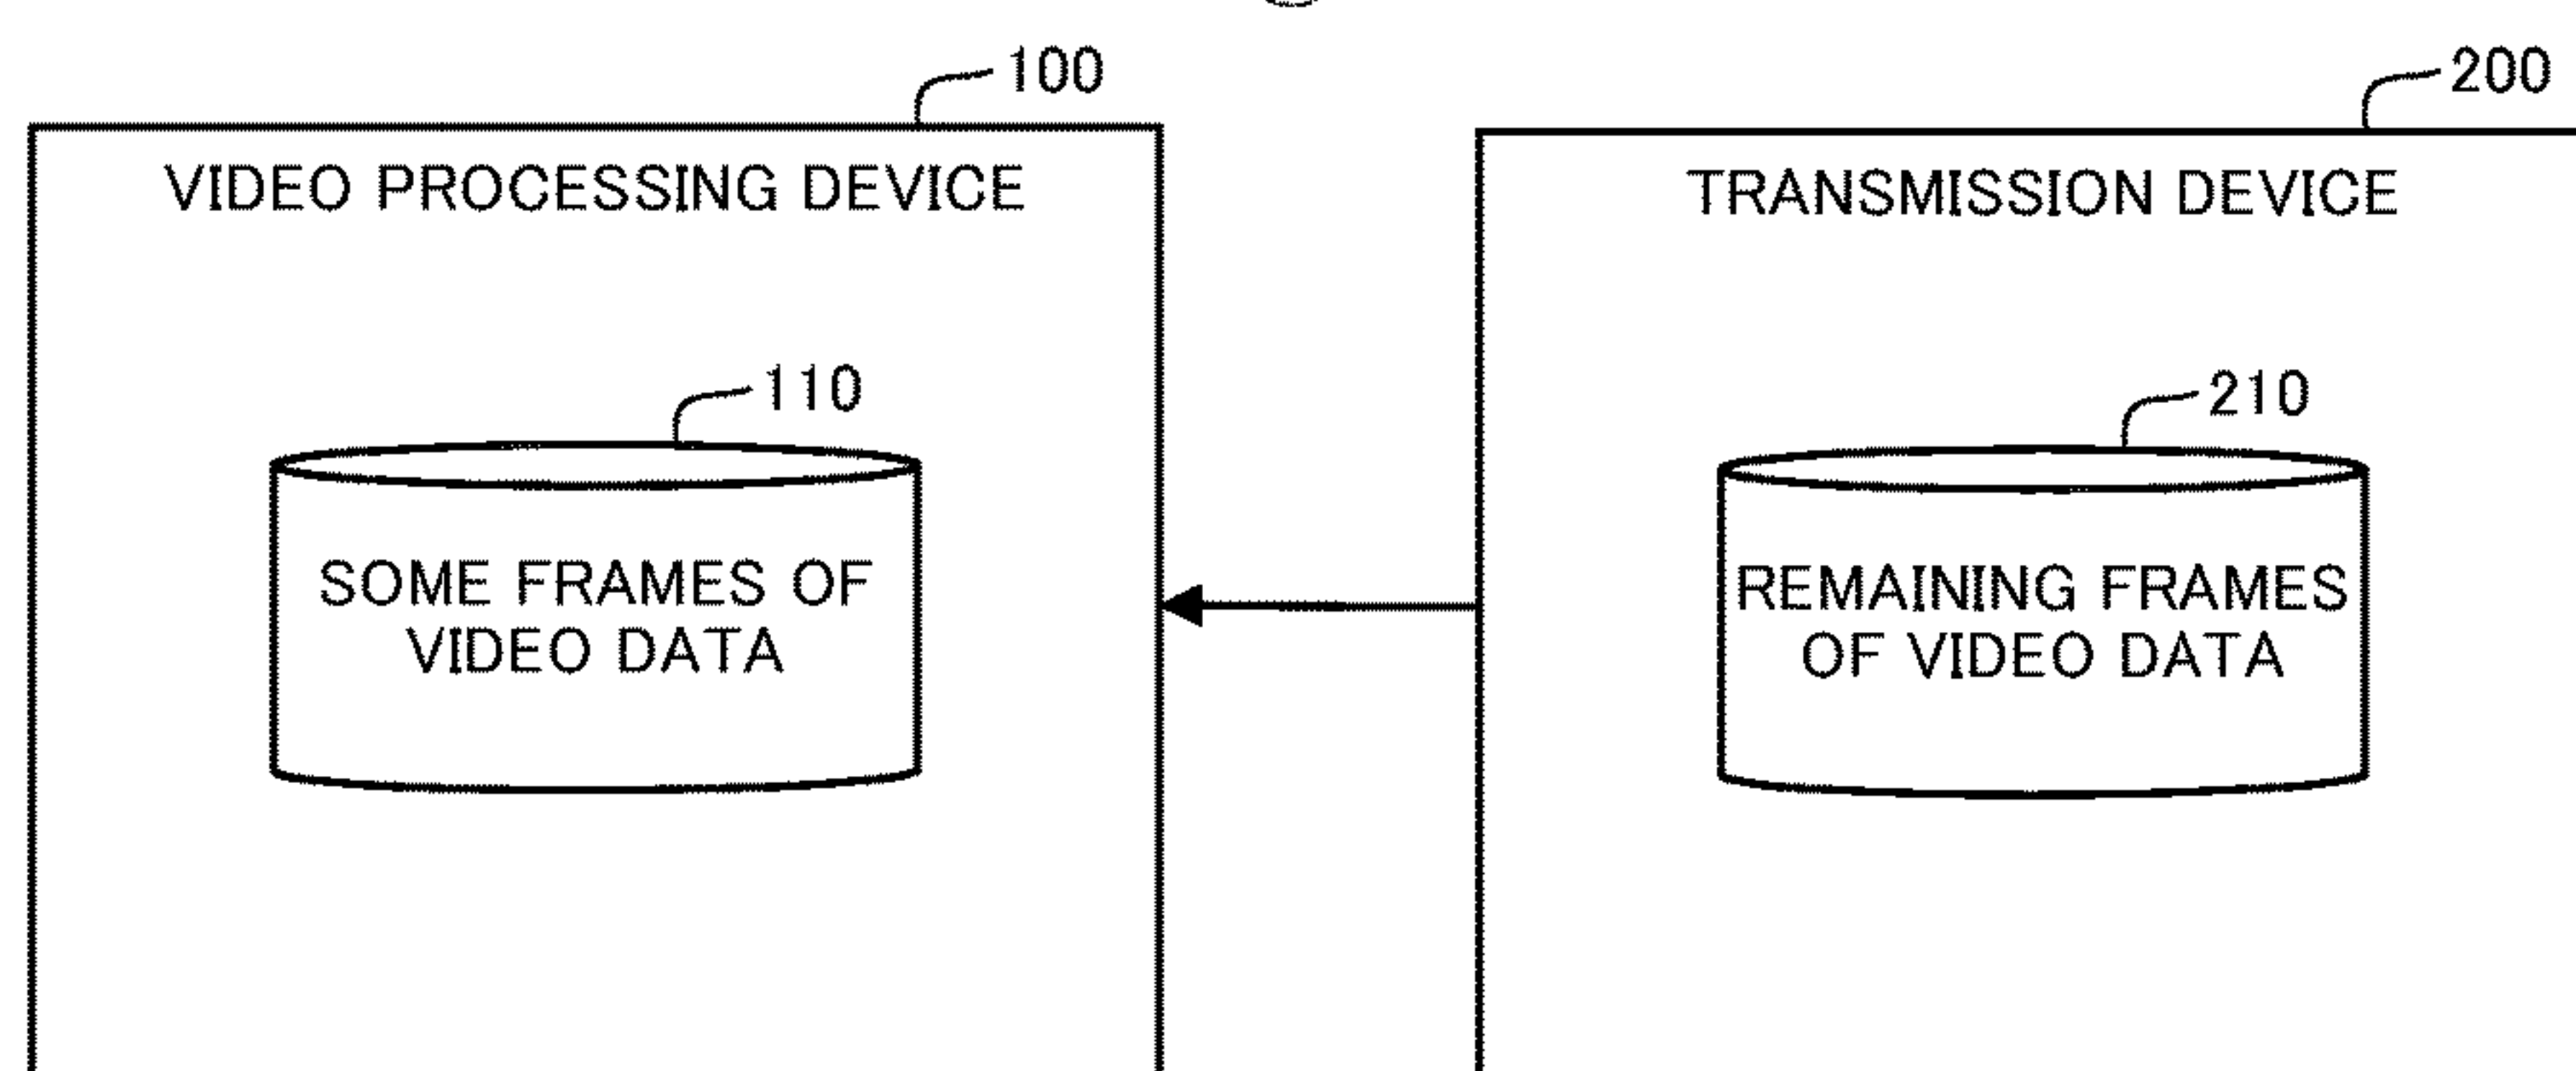 100
200
VIDEO PROCESSING DEVICE
TRANSMISSION DEVICE
110
210
SOME FRAMES OF
VIDEO DATA
REMAINING FRAMES
OF VIDEO DATA